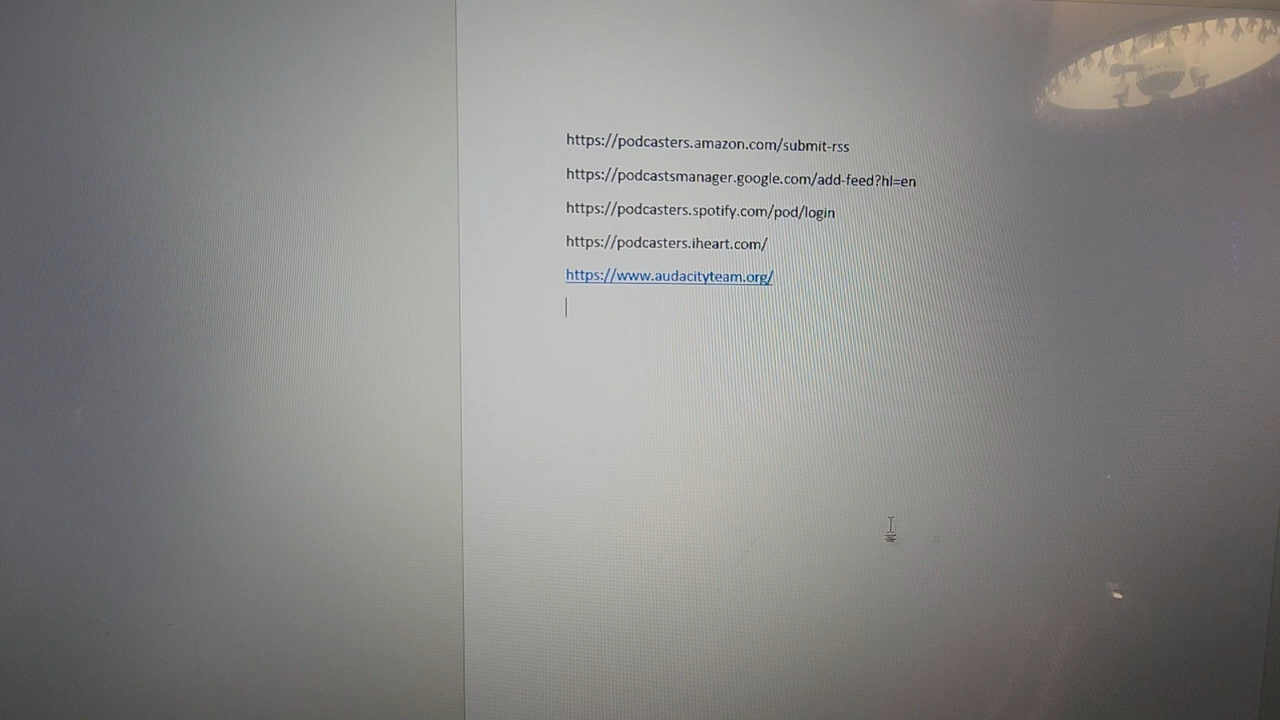 https://podcasters.amazon.com/submit-rss
https://podcastsmanager.google.com/add-feed?hl=en
https://podcasters.spotify.com/pod/login
https://podcasters.iheart.com/
https://www.audacityteam.org/